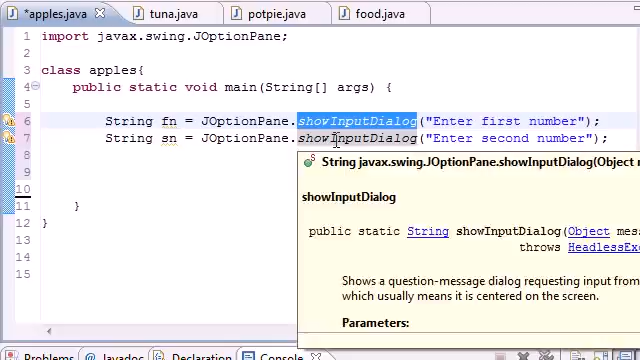 *apples.java
tuna.java
potpie.java
food.java
1 import javax.swing.JOptionPane;
2
3 class apples{
4 public static void main(String[] args) {
5
6 String fn = JOptionPane.showInputDialog("Enter first number");
7 String sn = JOptionPane.showInputDialog("Enter second number");
8
9
10
11 }
12 }
13
14
15
String javax.swing.JOptionPane.showInputDialog(Object
showInputDialog
public static String showInputDialog(Object
throws
Shows a question-message dialog requesting input from
which usually means it is centered on the screen.
Parameters:
Problems
Javadoc
Declaration
Console